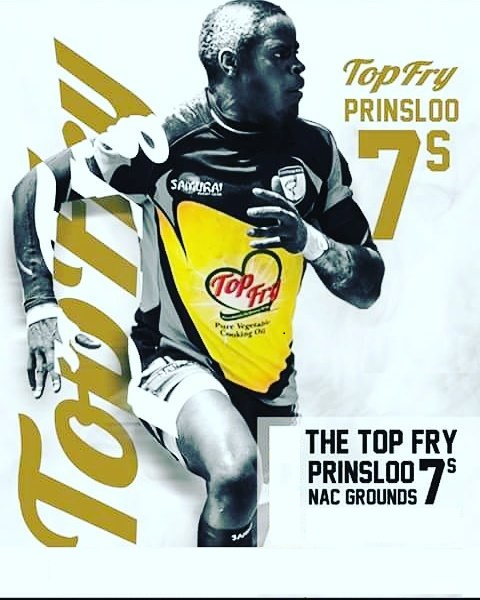 Top Fry
Top Fry
PRINSLOO
7S
SAMURAI
Top
Fry
Pure Vegetable
Cooking Oil
THE TOP FRY
PRINSLOO 7S
NAC GROUNDS